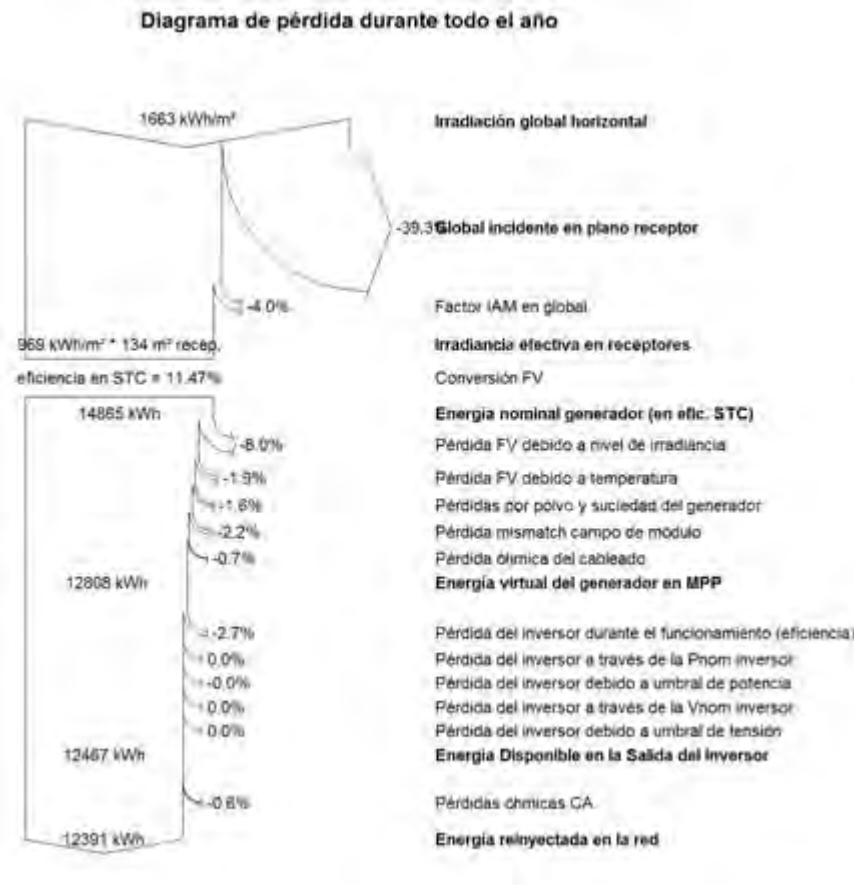 Diagrama de pérdida durante todo el año
1663 kWh/m² Irradiación global horizontal
-39.3% Global incidente en plano receptor
-4.0% Factor IAM en global
969 kWh/m² * 134 m² recep. Irradiancia efectiva en receptores
eficiencia en STC = 11.47% Conversión FV
14865 kWh Energía nominal generador (en efic. STC)
-8.0% Pérdida FV debido a nivel de irradiancia
-1.9% Pérdida FV debido a temperatura
-1.6% Pérdidas por polvo y suciedad del generador
-2.2% Pérdida mismatch campo de módulo
-0.7% Pérdida óhmica del cableado
12808 kWh Energía virtual del generador en MPP
-2.7% Pérdida del inversor durante el funcionamiento (eficiencia)
0.0% Pérdida del inversor a través de la Pnom inversor
-0.0% Pérdida del inversor debido a umbral de potencia
0.0% Pérdida del inversor a través de la Vnom inversor
0.0% Pérdida del inversor debido a umbral de tensión
12467 kWh Energía Disponible en la Salida del Inversor
-0.6% Pérdidas óhmicas CA
12391 kWh Energía reinyectada en la red